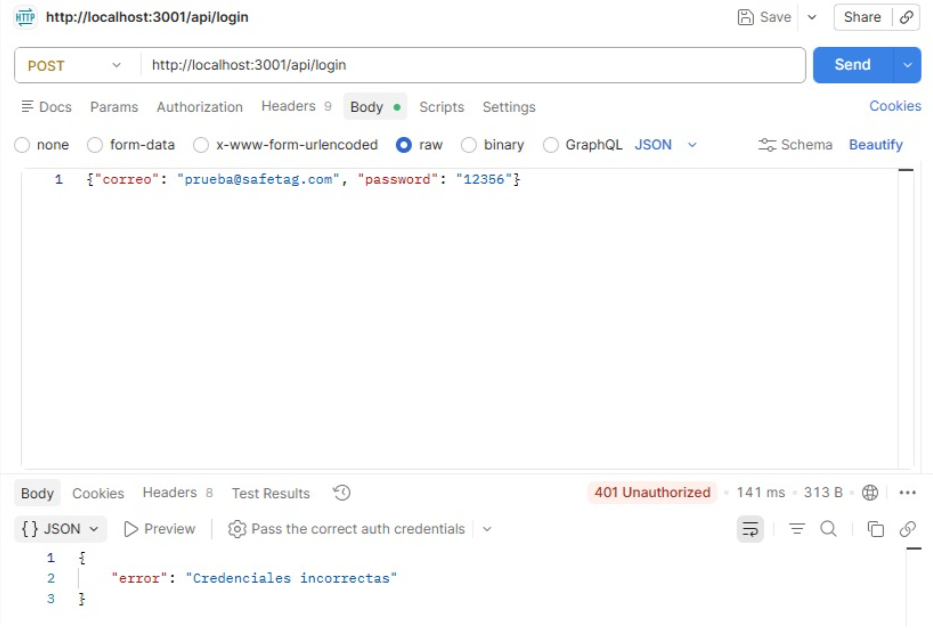 HTTP http://localhost:3001/api/login Save Share
POST http://localhost:3001/api/login Send
Docs Params Authorization Headers 9 Body Scripts Settings Cookies
none form-data x-www-form-urlencoded raw binary GraphQL JSON Schema Beautify
1 {"correo": "prueba@safetag.com", "password": "12356"}
Body Cookies Headers 8 Test Results 401 Unauthorized 141 ms 313 B
{} JSON Preview Pass the correct auth credentials
1 {
2 "error": "Credenciales incorrectas"
3 }